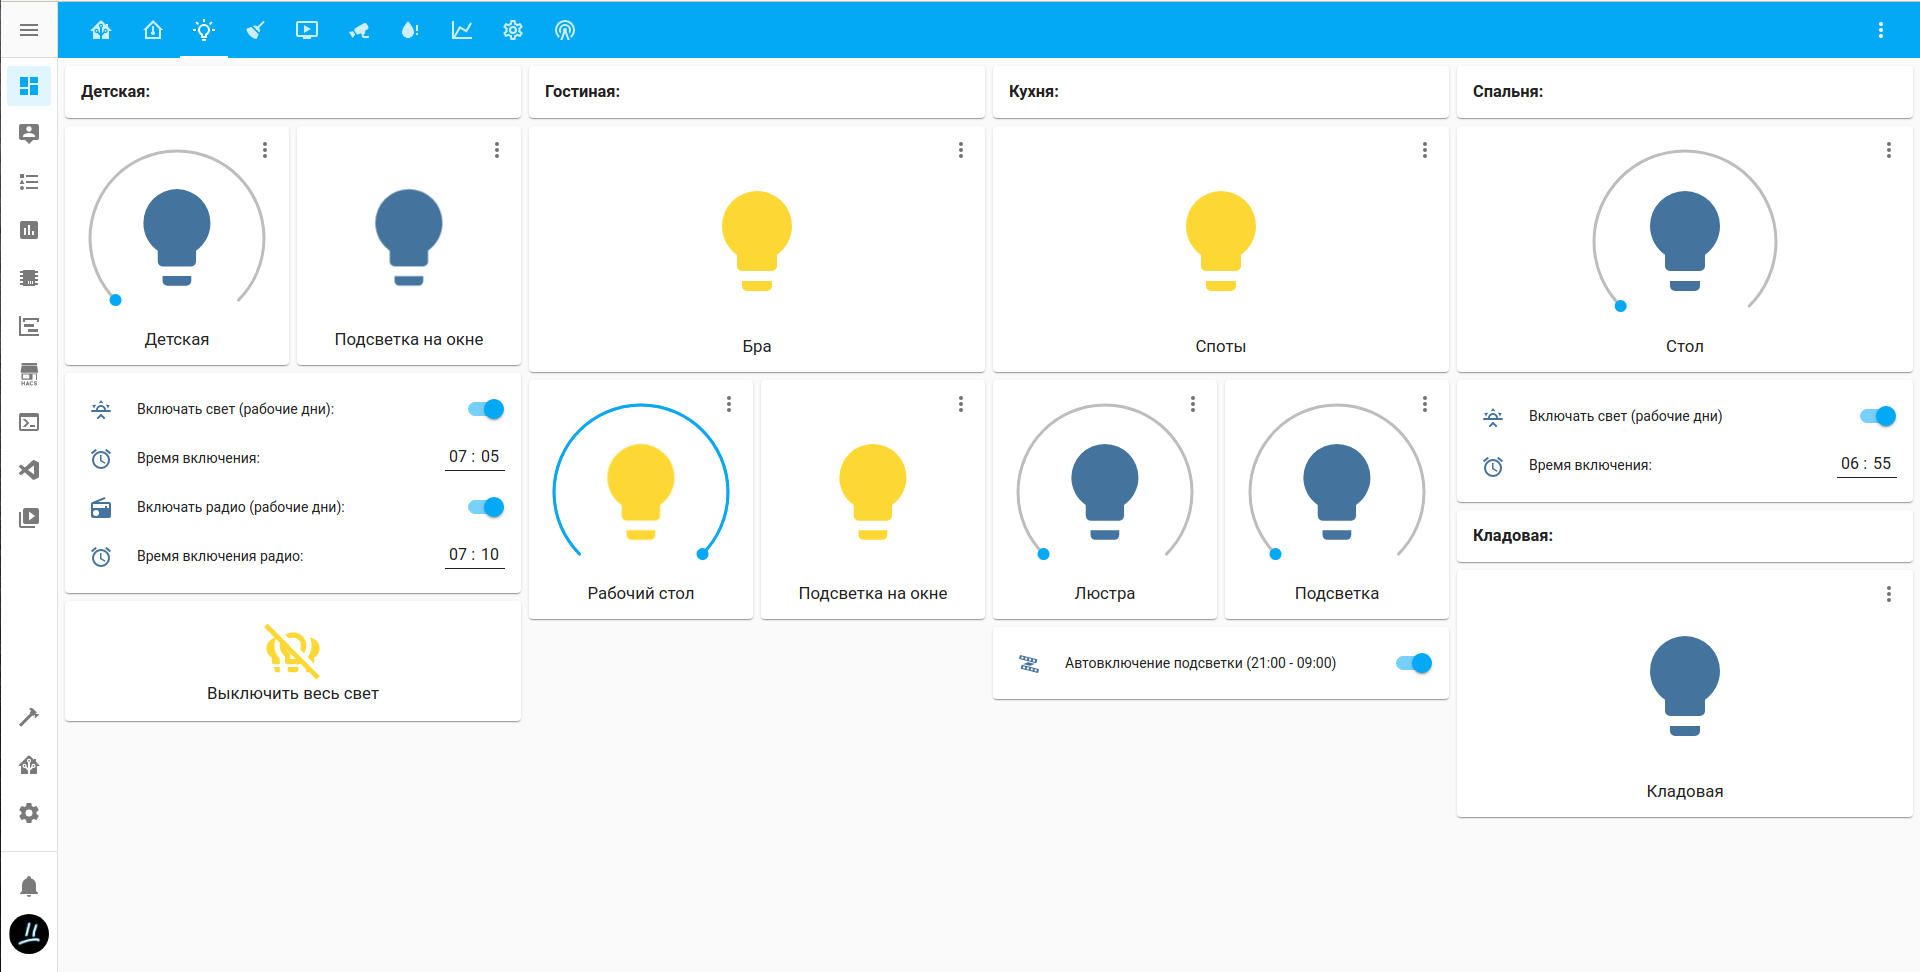 Детская:
Детская
Подсветка на окне
Включать свет (рабочие дни):
Время включения:
07 : 05
Включать радио (рабочие дни):
Время включения радио:
07 : 10
Выключить весь свет
Гостиная:
Бра
Рабочий стол
Подсветка на окне
Кухня:
Споты
Люстра
Подсветка
Автовключение подсветки (21:00 - 09:00)
Спальня:
Стол
Включать свет (рабочие дни)
Время включения:
06 : 55
Кладовая:
Кладовая
HACS